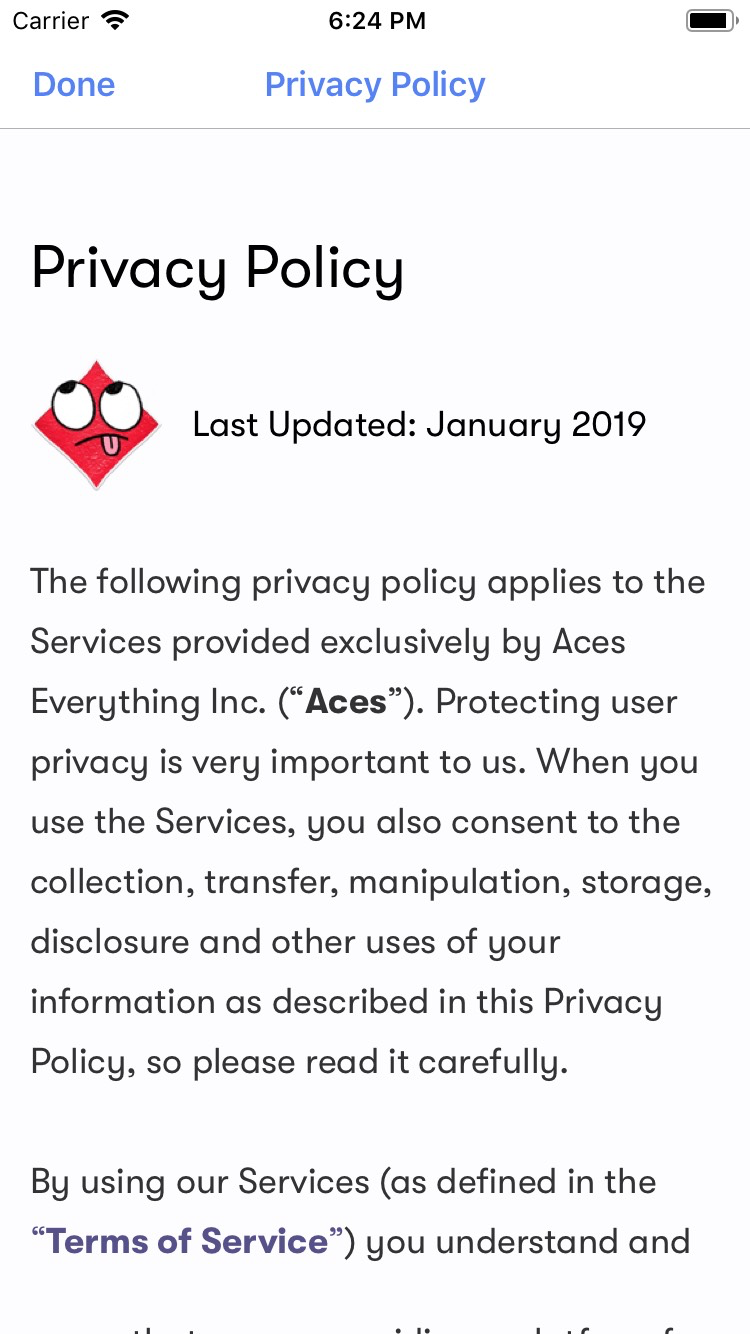 Carrier 6:24 PM
Done Privacy Policy
Privacy Policy
Last Updated: January 2019
The following privacy policy applies to the
Services provided exclusively by Aces
Everything Inc. (“Aces”). Protecting user
privacy is very important to us. When you
use the Services, you also consent to the
collection, transfer, manipulation, storage,
disclosure and other uses of your
information as described in this Privacy
Policy, so please read it carefully.
By using our Services (as defined in the
“Terms of Service”) you understand and